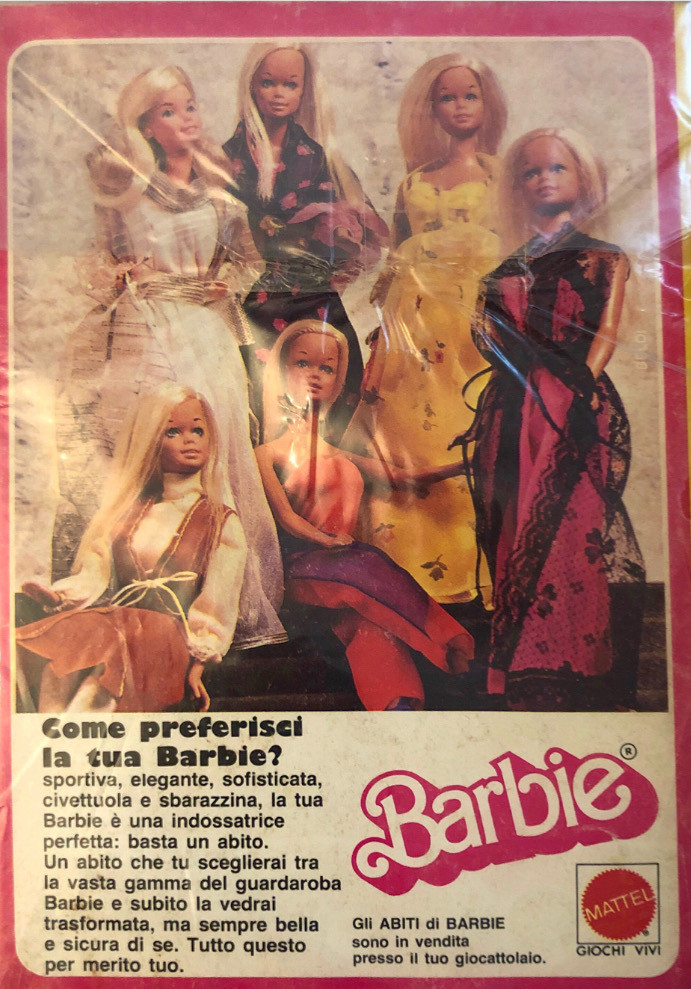 Come preferisci
la tua Barbie?
sportiva, elegante, sofisticata,
civettuola e sbarazzina, la tua
Barbie è una indossatrice
perfetta: basta un abito.
Un abito che tu sceglierai tra
la vasta gamma del guardaroba
Barbie e subito la vedrai
trasformata, ma sempre bella
e sicura di se. Tutto questo
per merito tuo.
Barbie®
Gli ABITI di BARBIE
sono in vendita
presso il tuo giocattolaio.
MATTEL®
GIOCHI VIVI